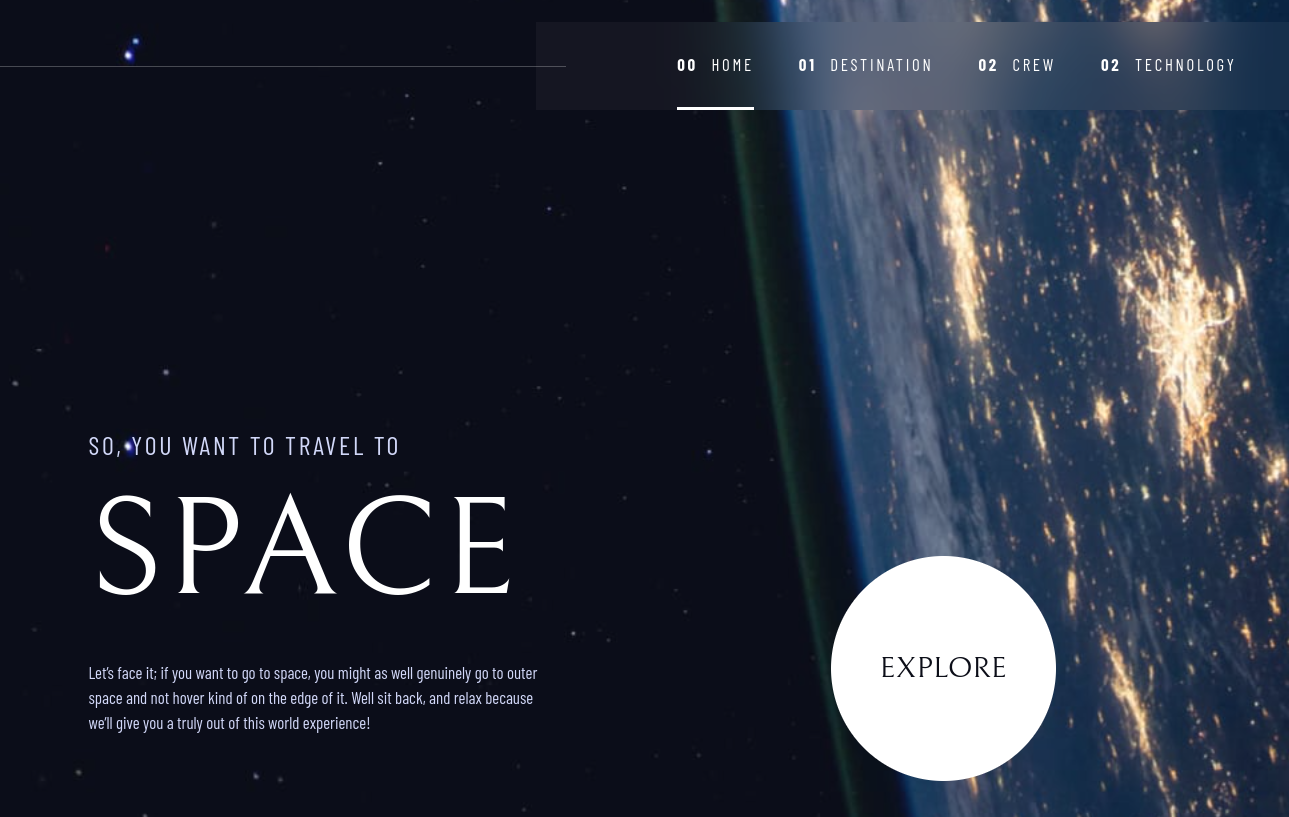 00 HOME 01 DESTINATION 02 CREW 02 TECHNOLOGY
SO, YOU WANT TO TRAVEL TO
SPACE
Let's face it; if you want to go to space, you might as well genuinely go to outer
space and not hover kind of on the edge of it. Well sit back, and relax because
we'll give you a truly out of this world experience!
EXPLORE